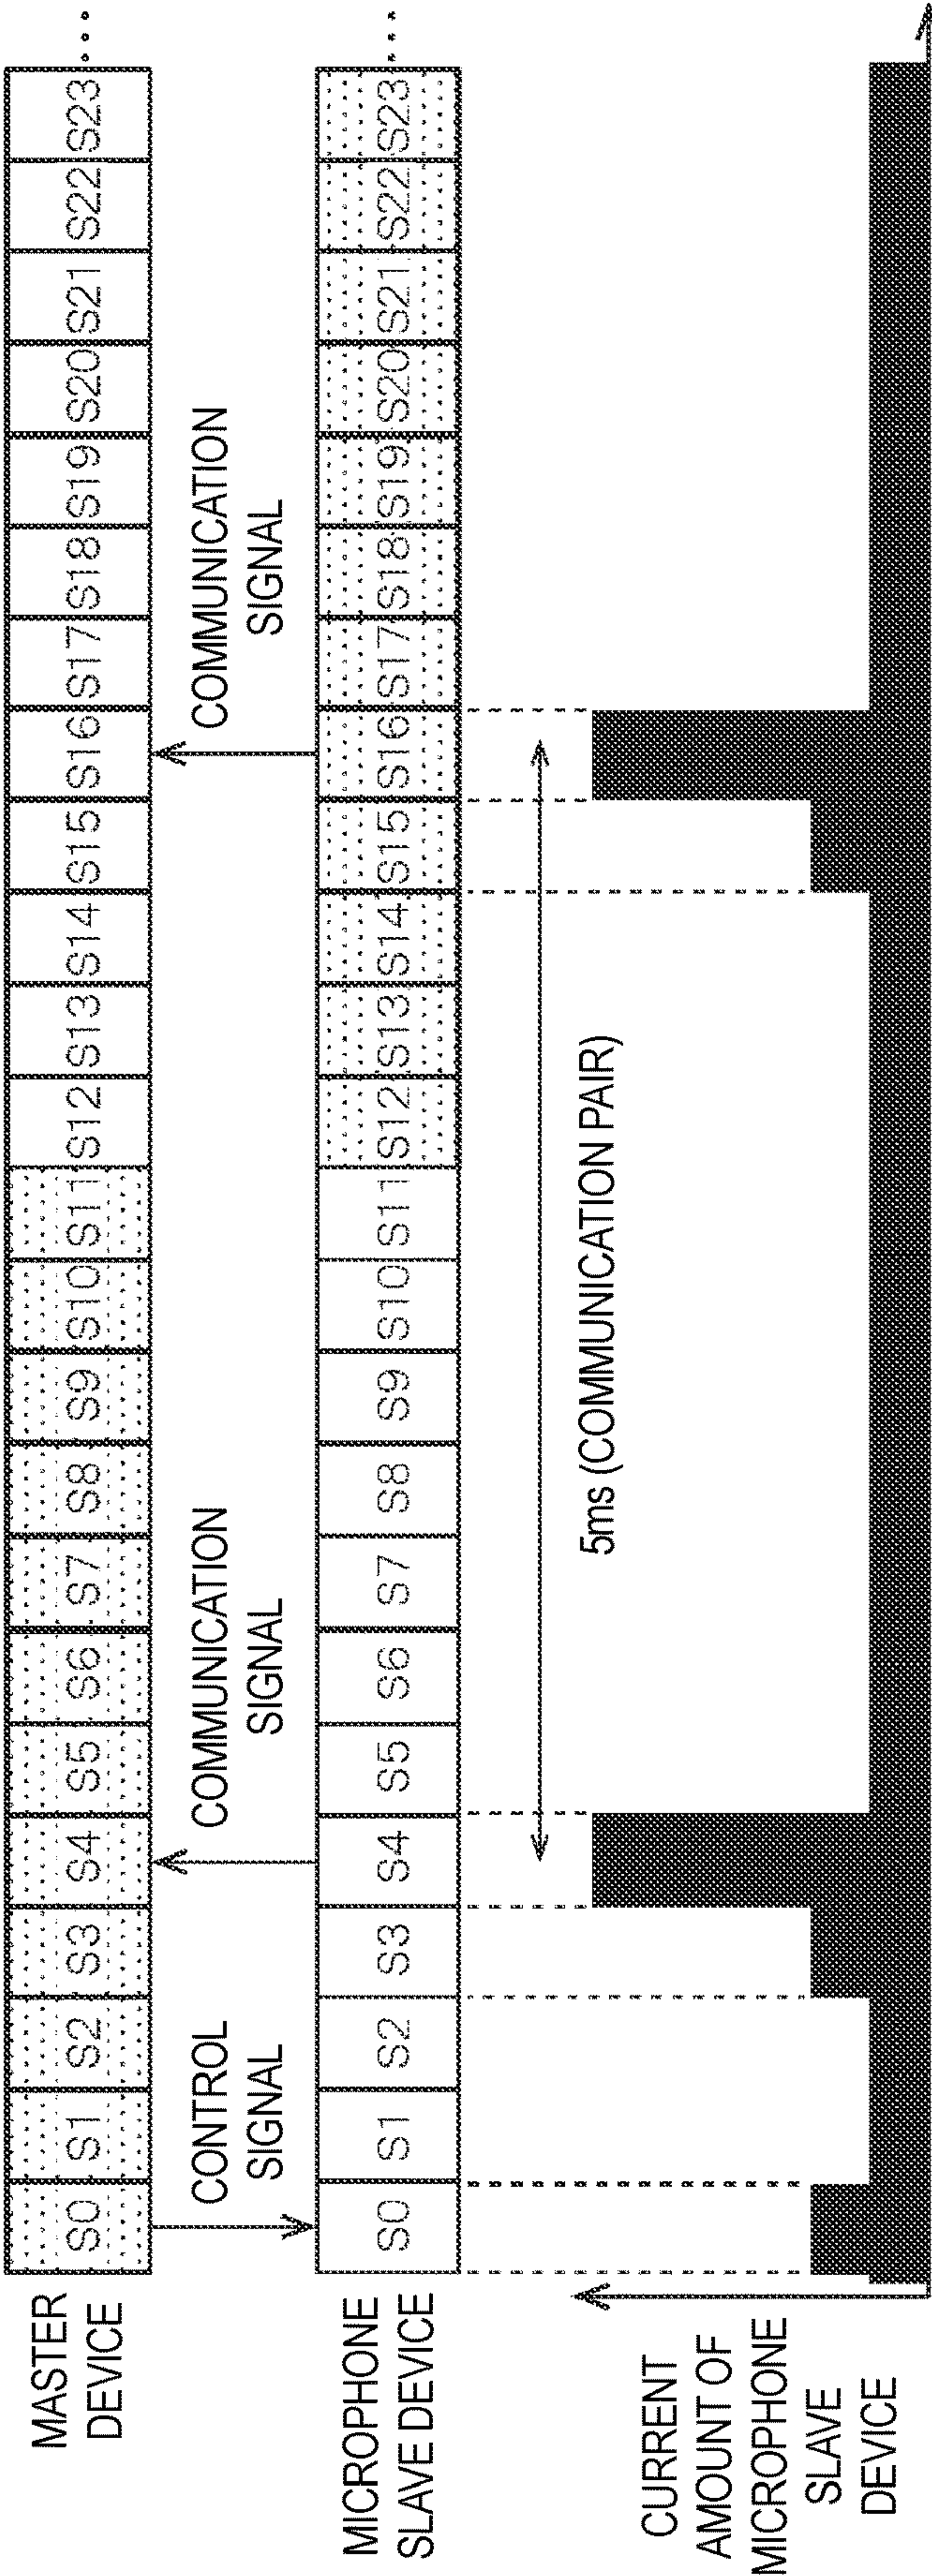 MASTER
DEVICE
S0 S1 S2 S3 S4 S5 S6 S7 S8 S9 S10 S11 S12 S13 S14 S15 S16 S17 S18 S19 S20 S21 S22 S23 ...
CONTROL
SIGNAL
COMMUNICATION
SIGNAL
COMMUNICATION
SIGNAL
MICROPHONE
SLAVE DEVICE
S0 S1 S2 S3 S4 S5 S6 S7 S8 S9 S10 S11 S12 S13 S14 S15 S16 S17 S18 S19 S20 S21 S22 S23 ...
5ms (COMMUNICATION PAIR)
CURRENT
AMOUNT OF
MICROPHONE
SLAVE
DEVICE